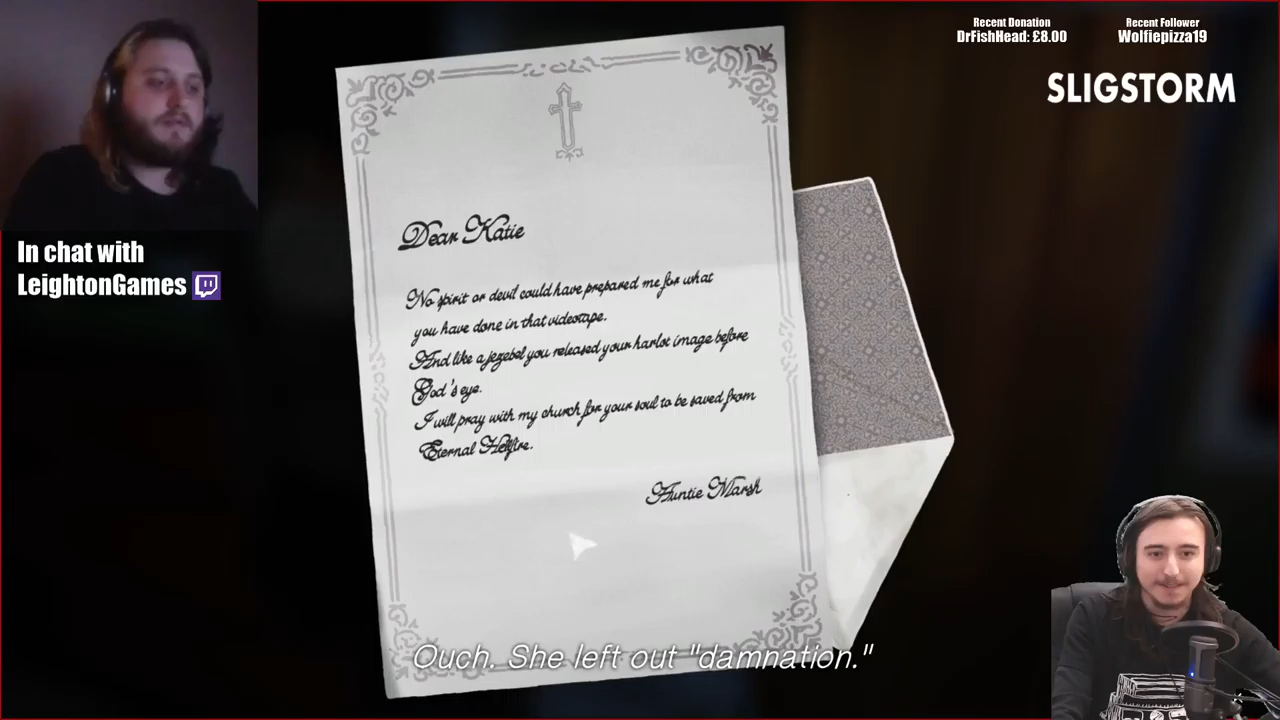 Recent Donation
DrFishHead: £8.00
Recent Follower
Wolfiepizza19
SLIGSTORM
In chat with
LeightonGames
Dear Katie
No spirit or devil could have prepared me for what
you have done in that videotape.
And like a jezebel you released your harlot image before
God's eye.
I will pray with my church for your soul to be saved from
Eternal Hellfire.
Auntie Marsh
Ouch. She left out "damnation."